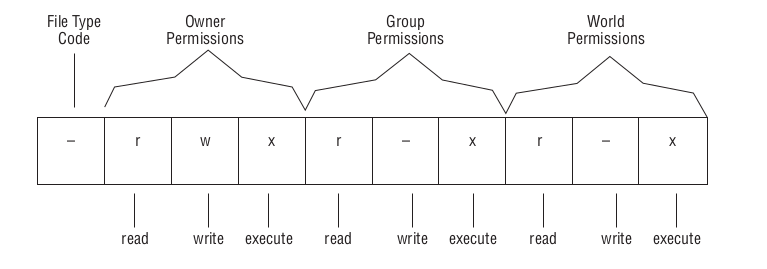 File Type
Code
Owner
Permissions
Group
Permissions
World
Permissions
– r w x r – x r – x
read write execute read write execute read write execute